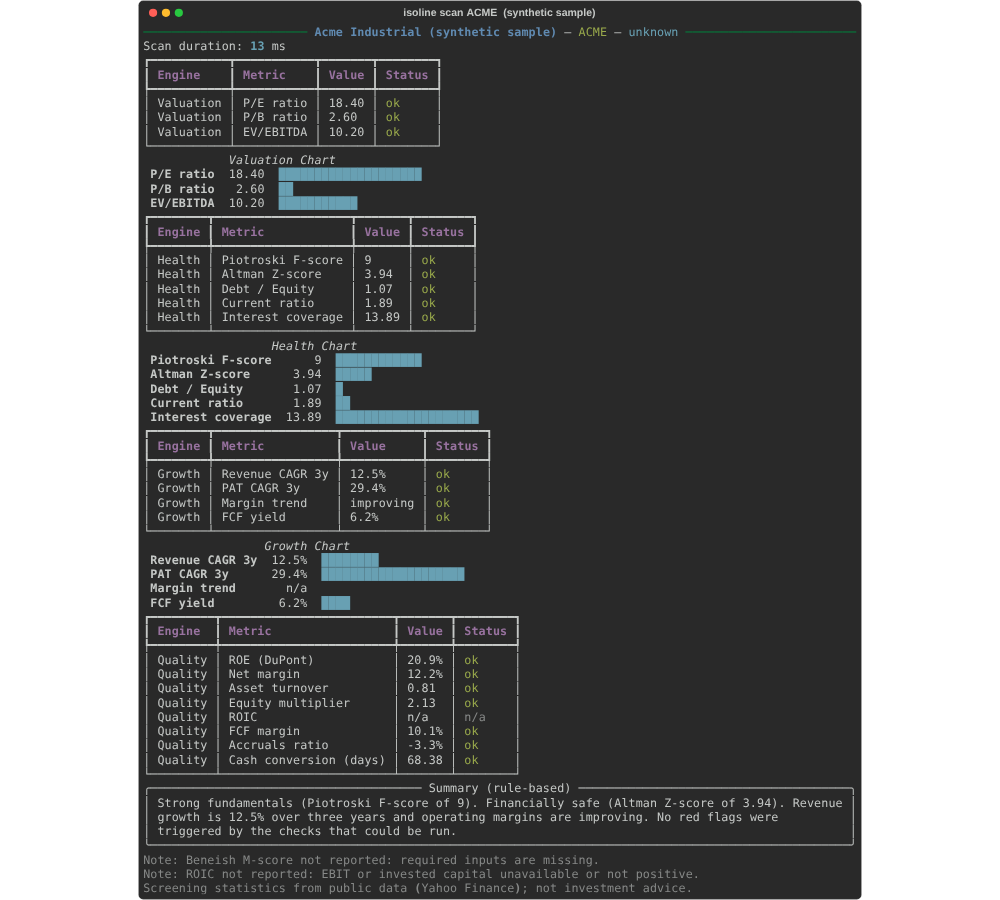 isoline scan ACME (synthetic sample)
Acme Industrial (synthetic sample) — ACME — unknown
Scan duration: 13 ms
Engine Metric Value Status
Valuation P/E ratio 18.40 ok
Valuation P/B ratio 2.60 ok
Valuation EV/EBITDA 10.20 ok
Valuation Chart
P/E ratio 18.40
P/B ratio 2.60
EV/EBITDA 10.20
Engine Metric Value Status
Health Piotroski F-score 9 ok
Health Altman Z-score 3.94 ok
Health Debt / Equity 1.07 ok
Health Current ratio 1.89 ok
Health Interest coverage 13.89 ok
Health Chart
Piotroski F-score 9
Altman Z-score 3.94
Debt / Equity 1.07
Current ratio 1.89
Interest coverage 13.89
Engine Metric Value Status
Growth Revenue CAGR 3y 12.5% ok
Growth PAT CAGR 3y 29.4% ok
Growth Margin trend improving ok
Growth FCF yield 6.2% ok
Growth Chart
Revenue CAGR 3y 12.5%
PAT CAGR 3y 29.4%
Margin trend n/a
FCF yield 6.2%
Engine Metric Value Status
Quality ROE (DuPont) 20.9% ok
Quality Net margin 12.2% ok
Quality Asset turnover 0.81 ok
Quality Equity multiplier 2.13 ok
Quality ROIC n/a n/a
Quality FCF margin 10.1% ok
Quality Accruals ratio -3.3% ok
Quality Cash conversion (days) 68.38 ok
Summary (rule-based)
Strong fundamentals (Piotroski F-score of 9). Financially safe (Altman Z-score of 3.94). Revenue
growth is 12.5% over three years and operating margins are improving. No red flags were
triggered by the checks that could be run.
Note: Beneish M-score not reported: required inputs are missing.
Note: ROIC not reported: EBIT or invested capital unavailable or not positive.
Screening statistics from public data (Yahoo Finance); not investment advice.